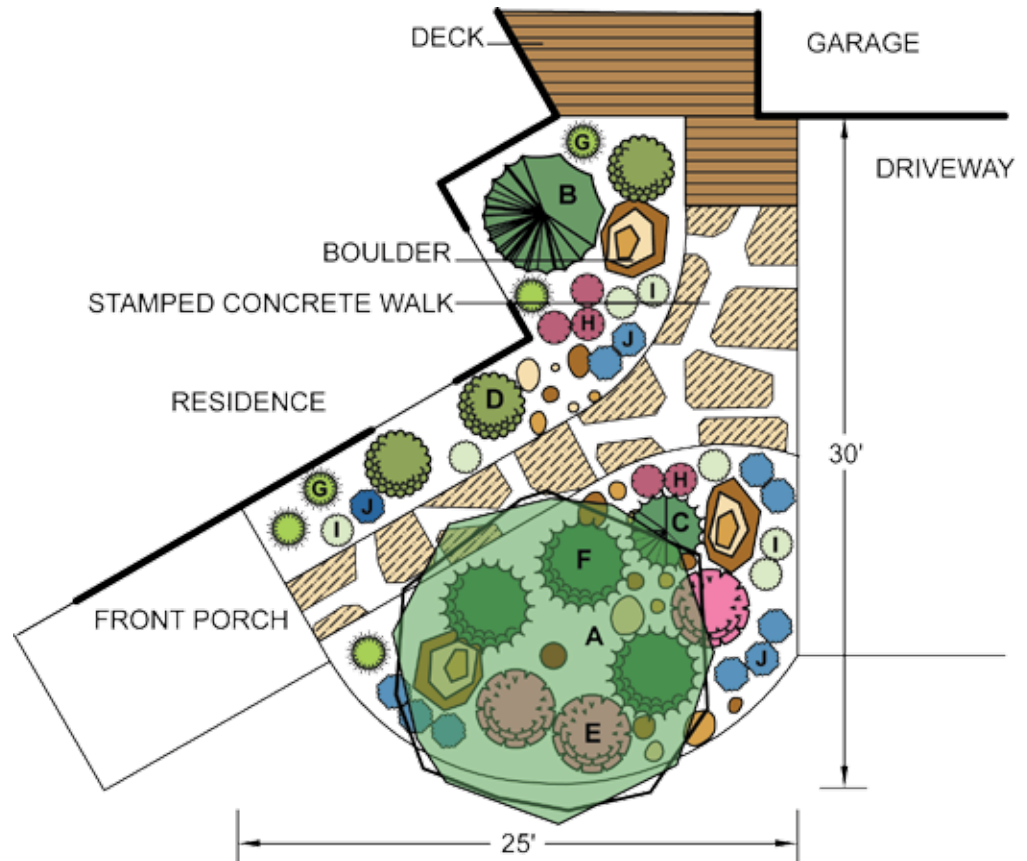 DECK
GARAGE
G
DRIVEWAY
B
BOULDER
I
STAMPED CONCRETE WALK
H
J
RESIDENCE
D
30'
H
G
J
C
I
I
F
FRONT PORCH
A
J
E
25'